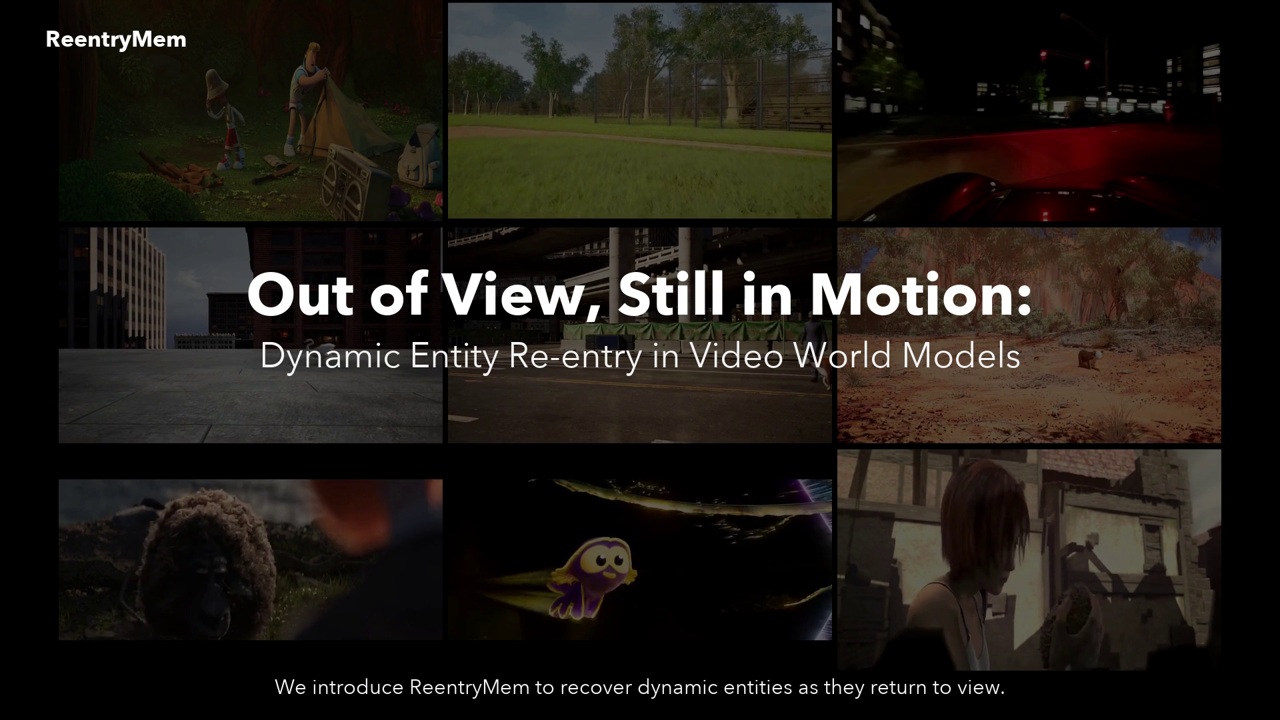 ReentryMem
Out of View, Still in Motion:
Dynamic Entity Re-entry in Video World Models
We introduce ReentryMem to recover dynamic entities as they return to view.